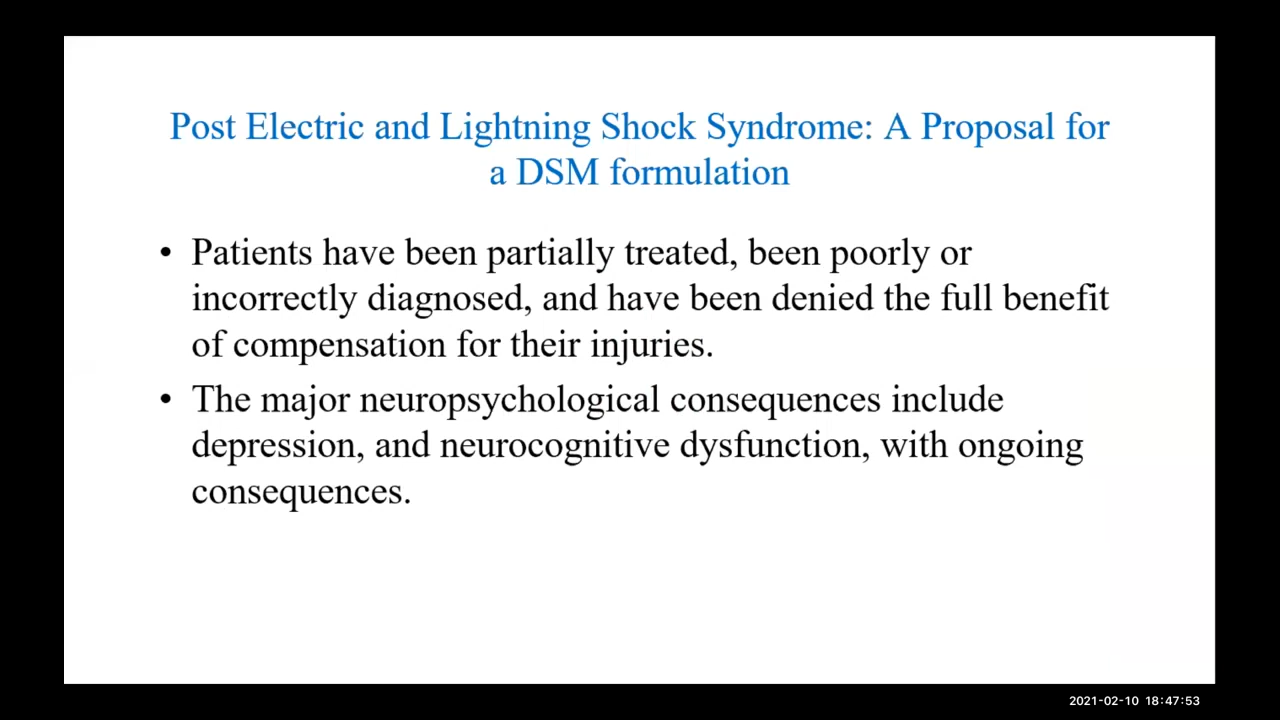 Post Electric and Lightning Shock Syndrome: A Proposal for
a DSM formulation
• Patients have been partially treated, been poorly or
incorrectly diagnosed, and have been denied the full benefit
of compensation for their injuries.
• The major neuropsychological consequences include
depression, and neurocognitive dysfunction, with ongoing
consequences.
2021-02-10 18:47:53